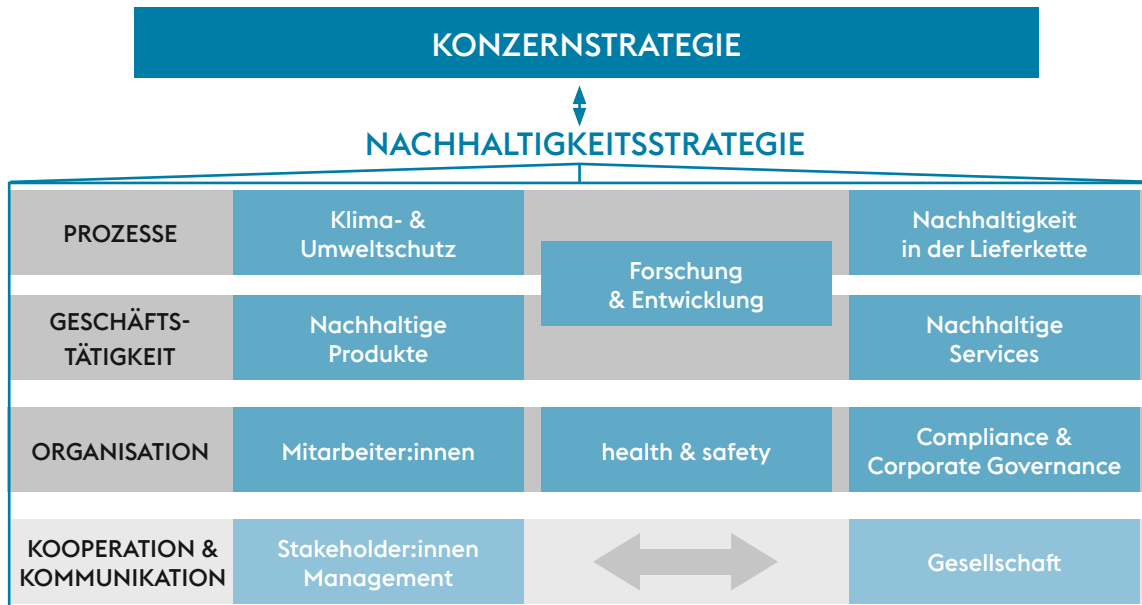 KONZERNSTRATEGIE
NACHHALTIGKEITSSTRATEGIE
PROZESSE
Klima- &
Umweltschutz
Forschung
& Entwicklung
Nachhaltigkeit
in der Lieferkette
GESCHÄFTS-
TÄTIGKEIT
Nachhaltige
Produkte
Nachhaltige
Services
ORGANISATION
Mitarbeiter:innen
health & safety
Compliance &
Corporate Governance
KOOPERATION &
KOMMUNIKATION
Stakeholder:innen
Management
Gesellschaft